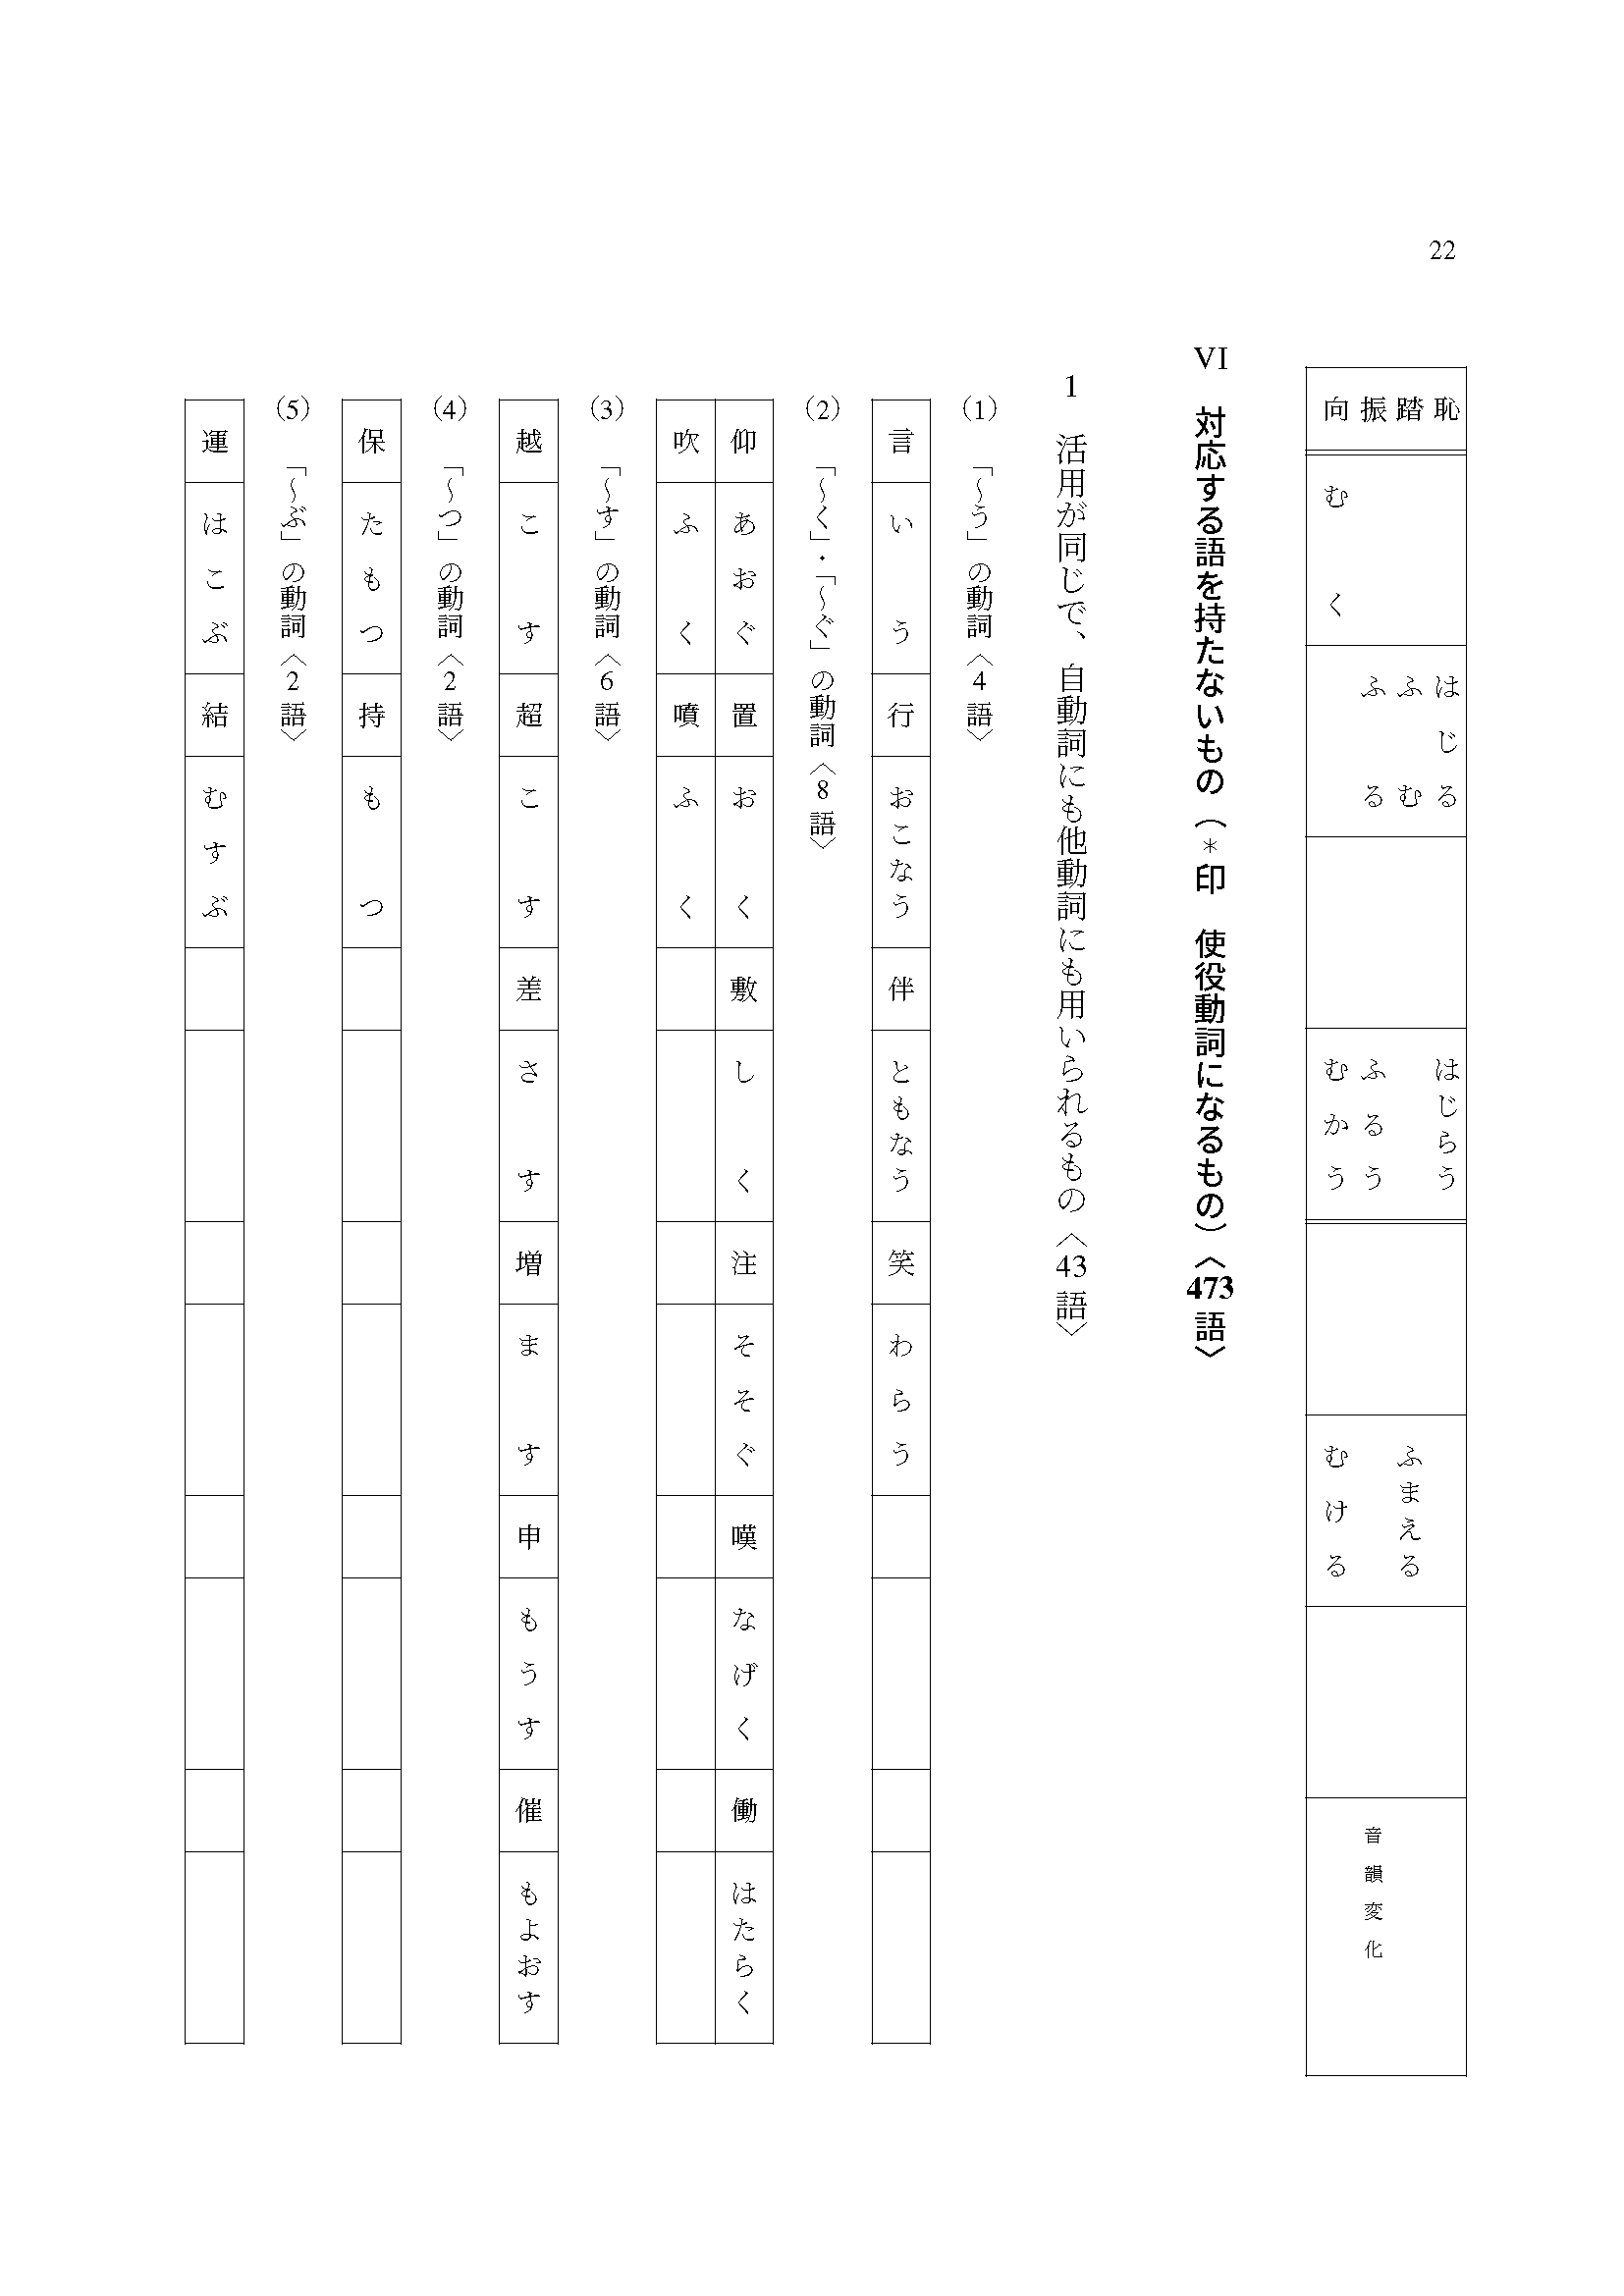 22
恥 はじる はじらう
踏 ふむ ふまえる
振 ふる ふるう 音韻変化
向 むく むかう むける
VI 対応する語を持たないもの（＊印 使役動詞になるもの）〈473語〉
1 活用が同じで、自動詞にも他動詞にも用いられるもの〈43語〉
（1）「～う」の動詞〈4語〉
言 いう 行 おこなう 伴 ともなう 笑 わらう
（2）「～く」・「～ぐ」の動詞〈8語〉
仰 あおぐ 置 おく 敷 しく 注 そそぐ 嘆 なげく 働 はたらく
吹 ふく 噴 ふく
（3）「～す」の動詞〈6語〉
越 こす 超 こす 差 さす 増 ます 申 もうす 催 もよおす
（4）「～つ」の動詞〈2語〉
保 たもつ 持 もつ
（5）「～ぶ」の動詞〈2語〉
運 はこぶ 結 むすぶ